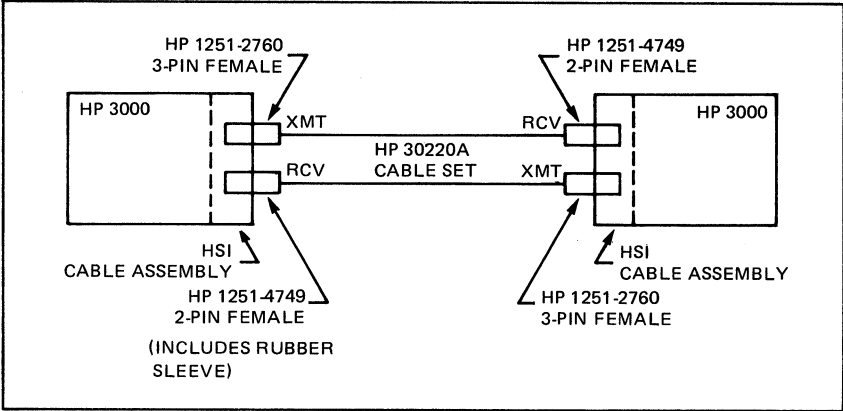 HP 1251-2760
3-PIN FEMALE
HP 1251-4749
2-PIN FEMALE
HP 3000
HP 3000
XMT
RCV
HP 30220A
CABLE SET
RCV
XMT
HSI
CABLE ASSEMBLY
HSI
CABLE ASSEMBLY
HP 1251-4749
2-PIN FEMALE
(INCLUDES RUBBER
SLEEVE)
HP 1251-2760
3-PIN FEMALE